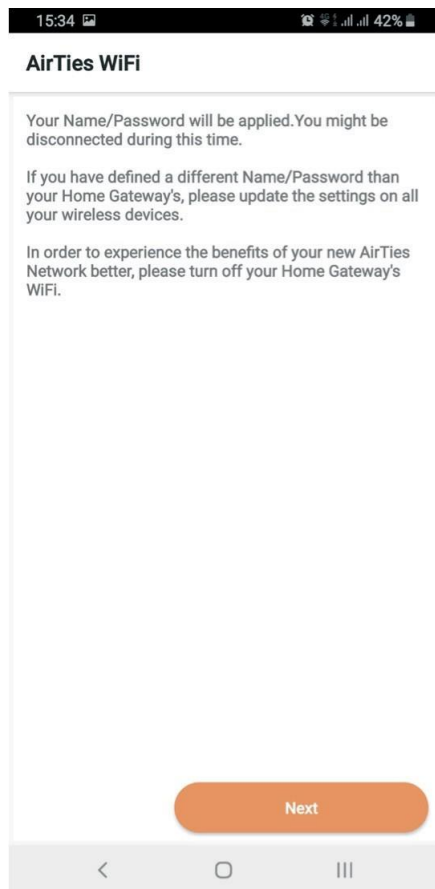 15:34 42%
AirTies WiFi
Your Name/Password will be applied.You might be
disconnected during this time.
If you have defined a different Name/Password than
your Home Gateway's, please update the settings on all
your wireless devices.
In order to experience the benefits of your new AirTies
Network better, please turn off your Home Gateway's
WiFi.
Next